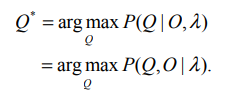 Q* = arg max P(Q | O, λ)
Q
= arg max P(Q, O | λ).
Q